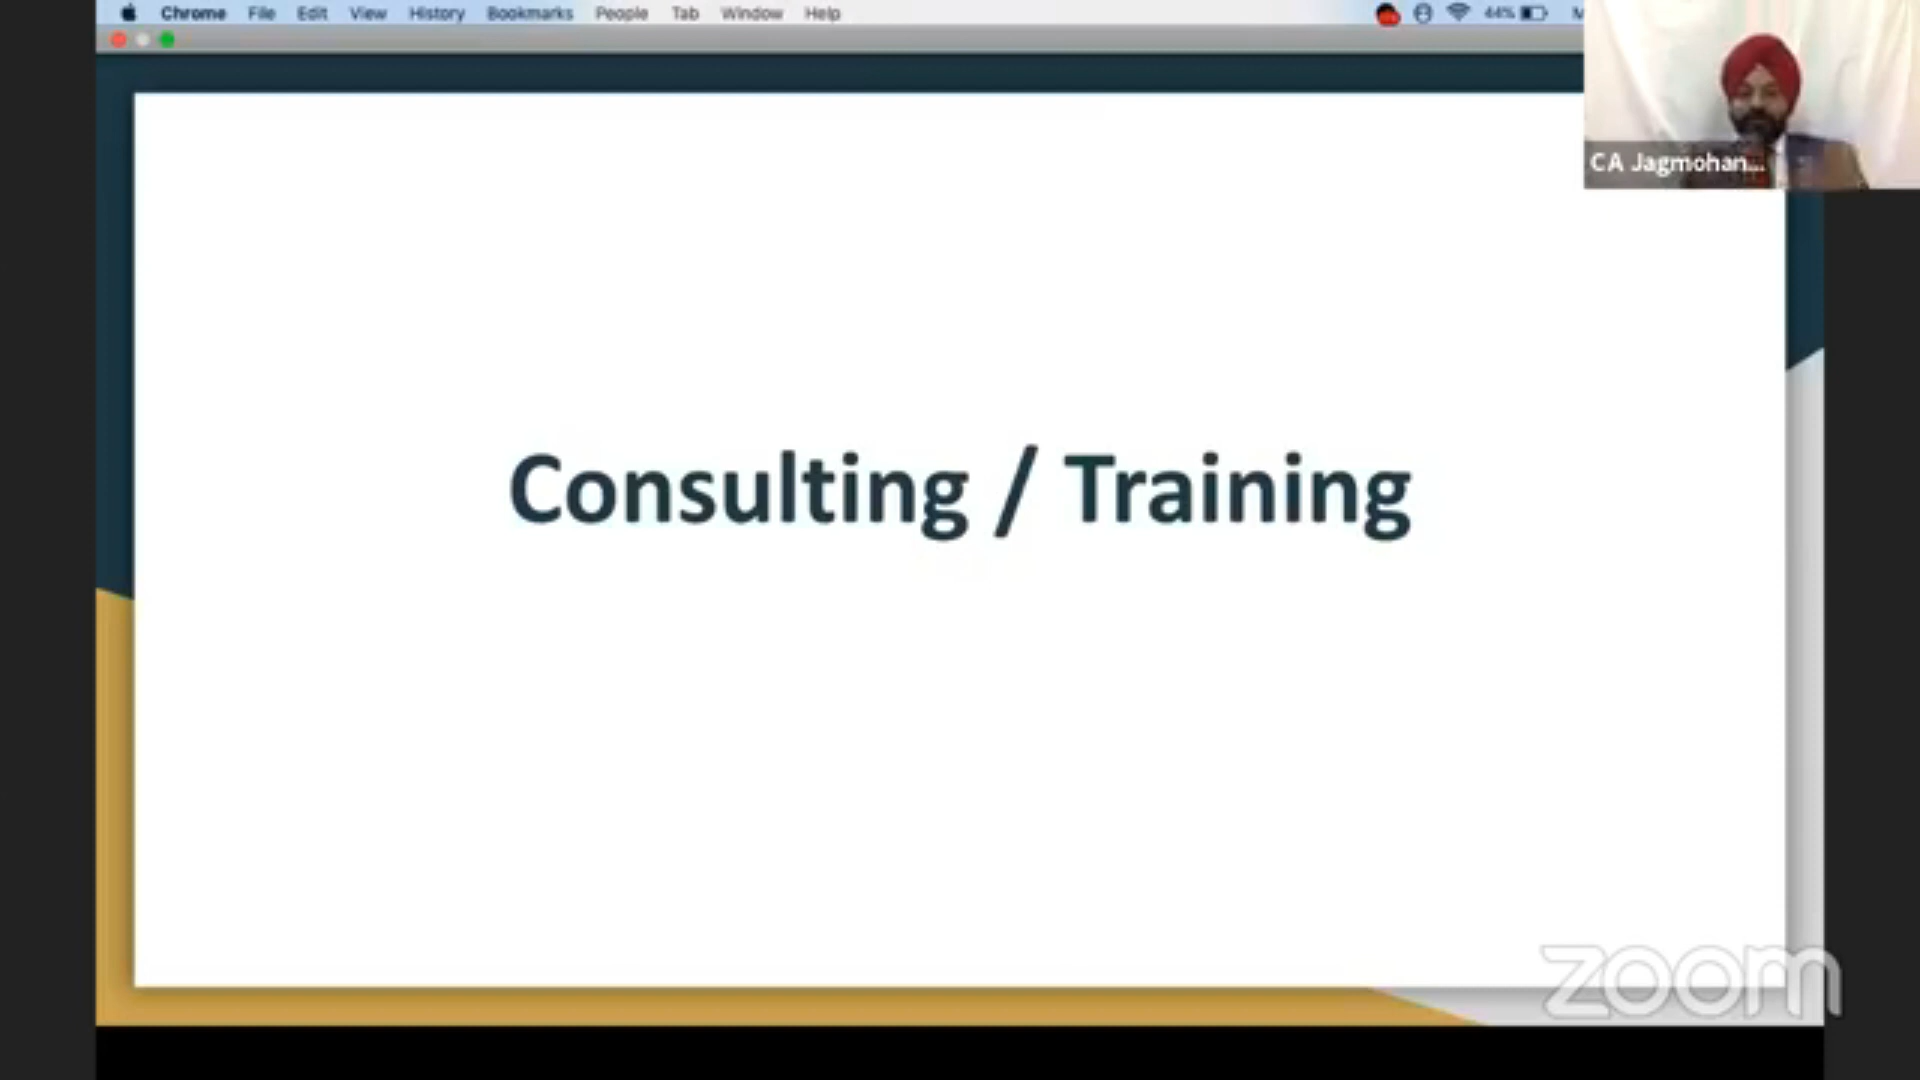 Chrome File Edit View History Bookmarks People Tab Window Help 44%
CA Jagmohan...
Consulting / Training
zoom